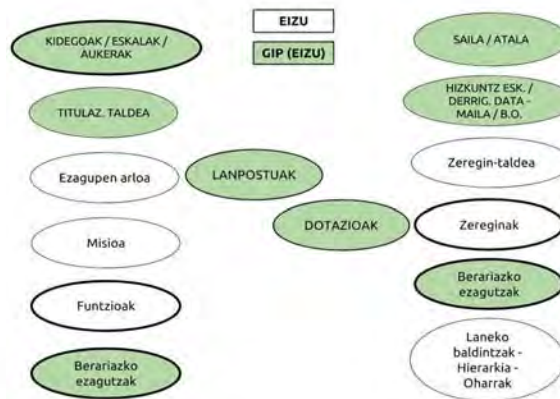 EIZU
GIP (EIZU)
KIDEGOAK / ESKALAK /
AUKERAK
TITULAZ. TALDEA
Ezagupen arloa
Misioa
Funtzioak
Berariazko
ezagutzak
LANPOSTUAK
DOTAZIOAK
SAILA / ATALA
HIZKUNTZ ESK. /
DERRIG. DATA -
MAILA / B.O.
Zeregin-taldea
Zereginak
Berariazko
ezagutzak
Laneko
baldintzak -
Hierarkia -
Oharrak